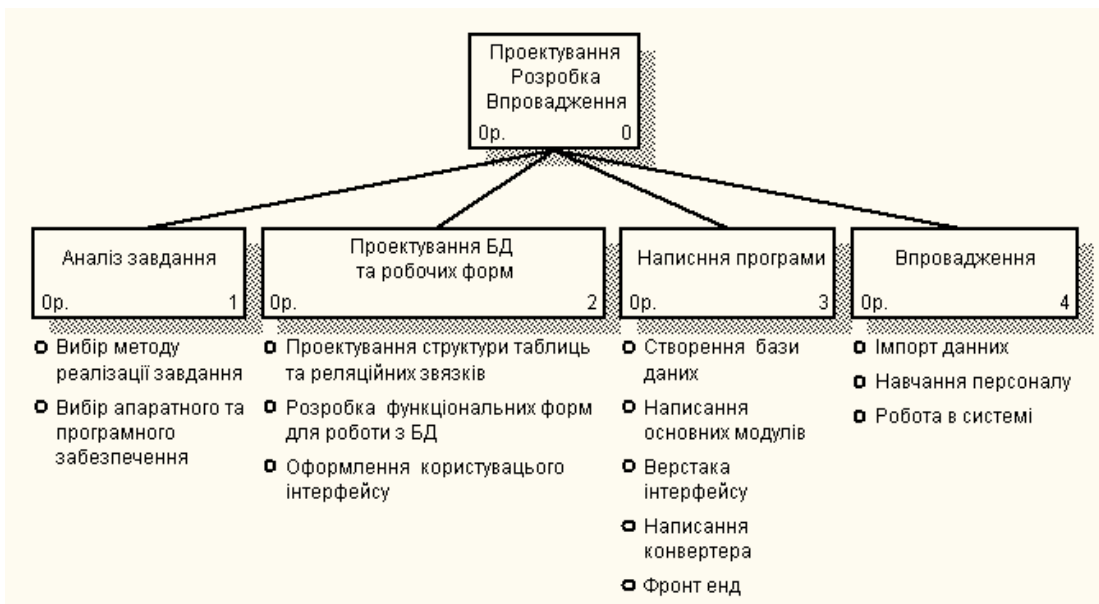 Проектування
Розробка
Впровадження
0р. 0
Аналіз завдання
0р. 1
Проектування БД
та робочих форм
0р. 2
Написння програми
0р. 3
Впровадження
0р. 4
Вибір методу
реалізації завдання
Вибір апаратного та
програмного
забезпечення
Проектування структури таблиць
та реляційних звязків
Розробка функціональних форм
для роботи з БД
Оформлення користувацього
інтерфейсу
Створення бази
даних
Написання
основних модулів
Верстака
інтерфейсу
Написання
конвертера
Фронт енд
Імпорт данних
Навчання персоналу
Робота в системі